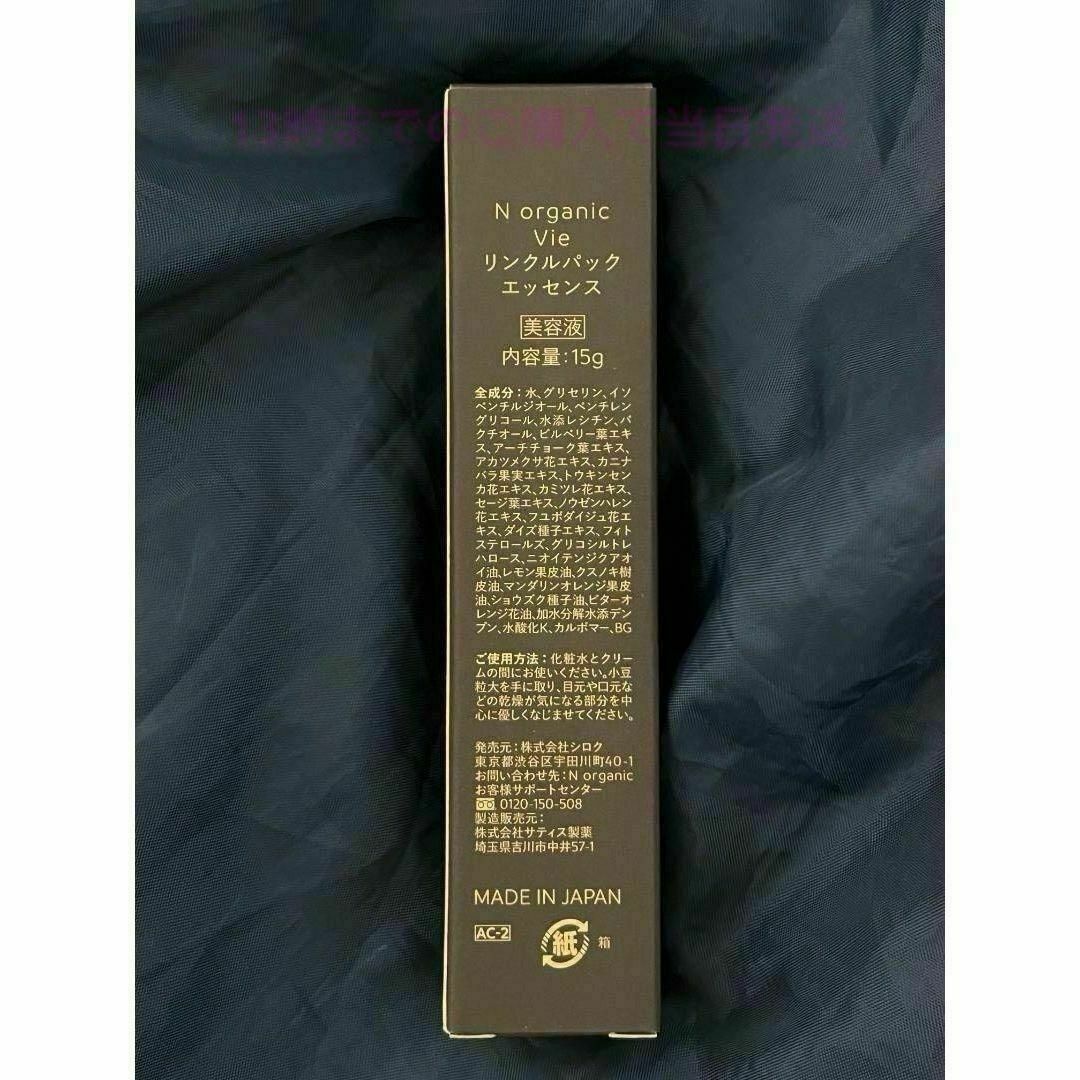 13時までのご購入で当日発送
N organic
Vie
リンクルパック
エッセンス
美容液
内容量:15g
全成分:水、グリセリン、イソ
ペンチルジオール、ペンチレン
グリコール、水添レシチン、バ
クチオール、ビルベリー葉エキ
ス、アーチチョーク葉エキス、
アカツメクサ花エキス、カニナ
バラ果実エキス、トウキンセン
カ花エキス、カミツレ花エキス、
セージ葉エキス、ノウゼンハレン
花エキス、フユボダイジュ花エ
キス、ダイズ種子エキス、フィト
ステロールズ、グリコシルトレ
ハロース、ニオイテンジクアオ
イ油、レモン果皮油、クスノキ樹
皮油、マンダリンオレンジ果皮
油、ショウズク種子油、ビターオ
レンジ花油、加水分解水添デン
プン、水酸化K、カルボマー、BG
ご使用方法:化粧水とクリー
ムの間にお使いください。小豆
粒大を手に取り、目元や口元な
どの乾燥が気になる部分を中
心に優しくなじませてください。
発売元:株式会社シロク
東京都渋谷区宇田川町40-1
お問い合わせ先:N organic
お客様サポートセンター
0120-150-508
製造販売元:
株式会社サティス製薬
埼玉県吉川市中井57-1
MADE IN JAPAN
AC-2
紙 箱